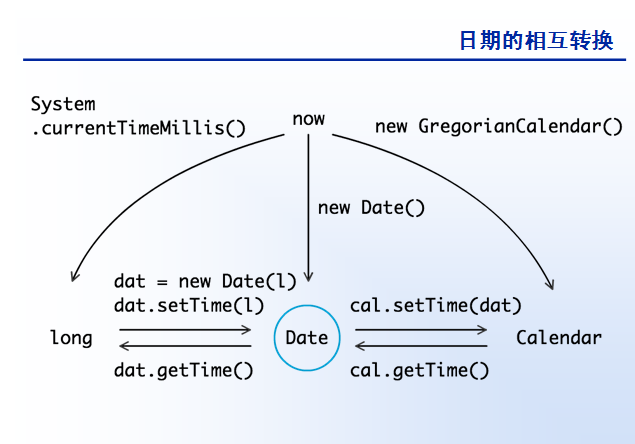 日期的相互转换
System
.currentTimeMillis()
now
new GregorianCalendar()
new Date()
dat = new Date(l)
dat.setTime(l)
cal.setTime(dat)
long
Date
Calendar
dat.getTime()
cal.getTime()